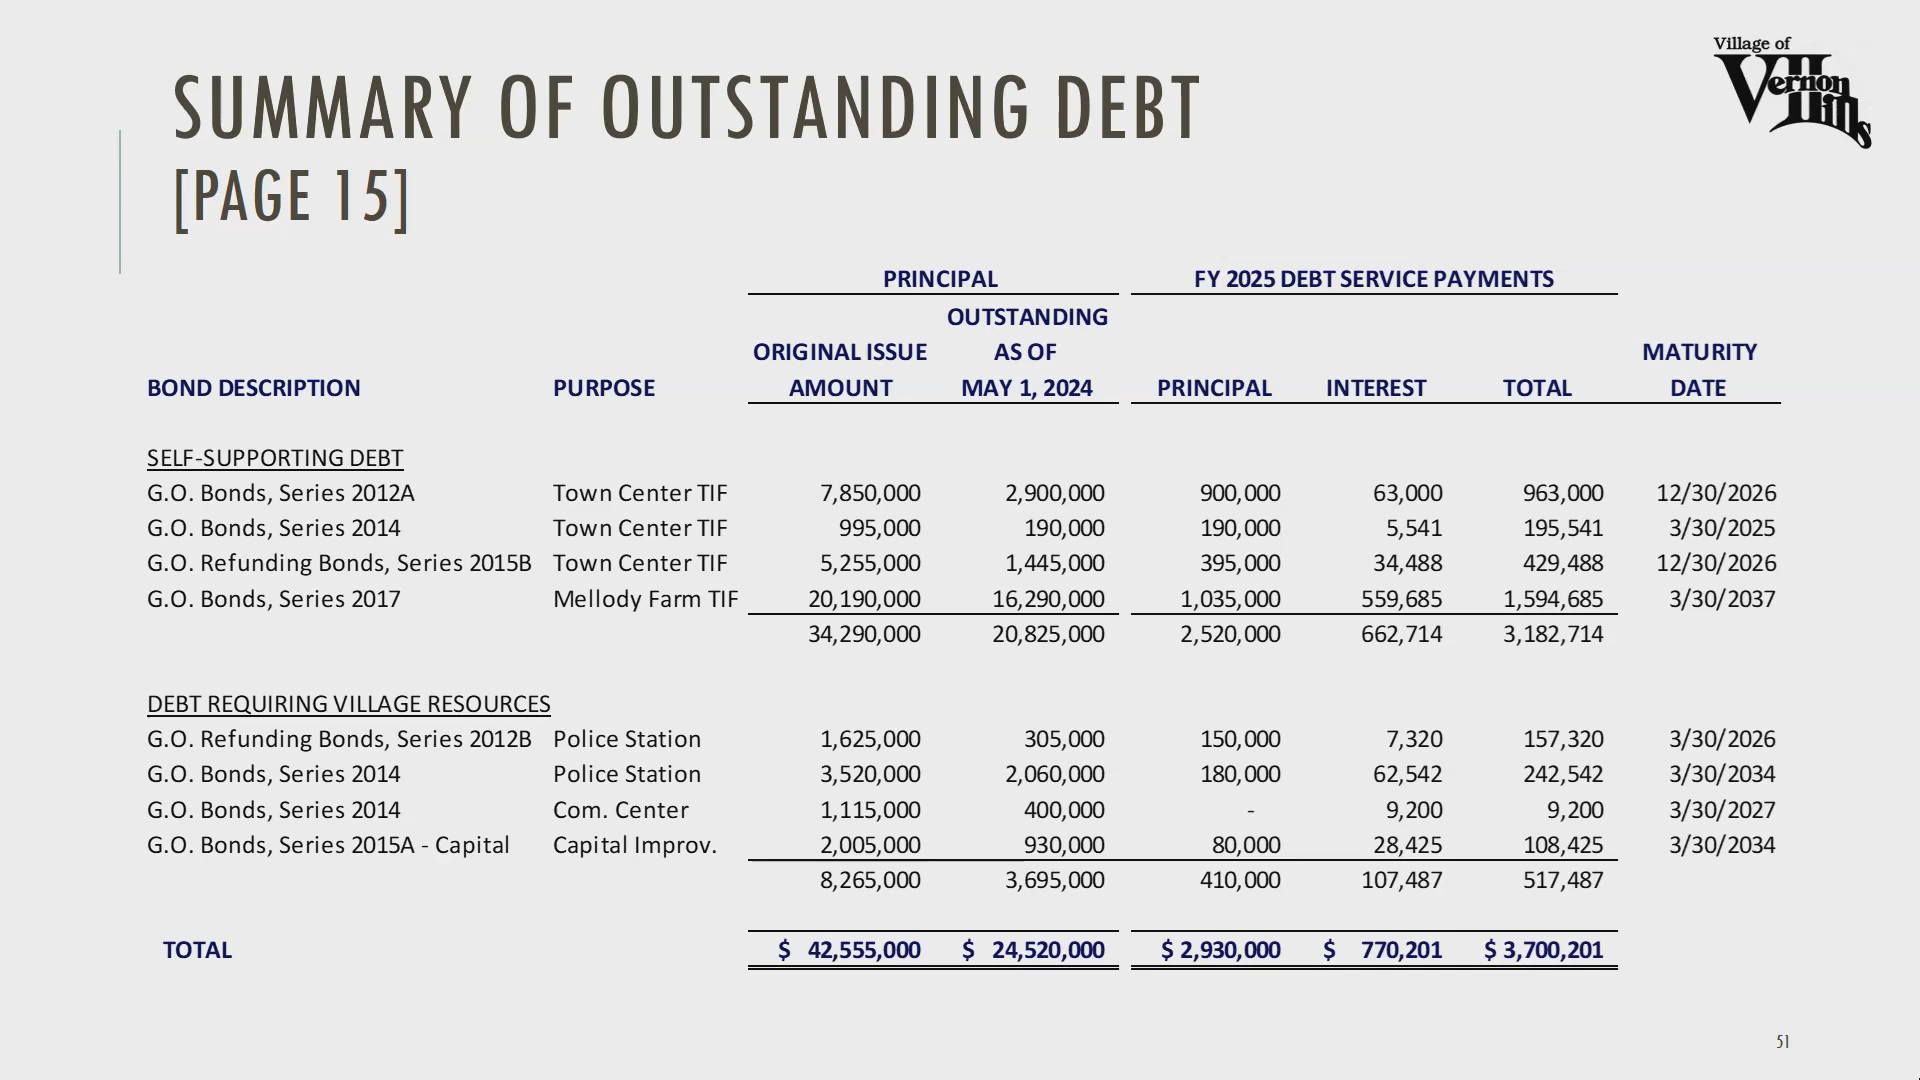 Village of
Vernon
Hills
SUMMARY OF OUTSTANDING DEBT
[PAGE 15]
PRINCIPAL FY 2025 DEBT SERVICE PAYMENTS
OUTSTANDING
ORIGINAL ISSUE AS OF MATURITY
BOND DESCRIPTION PURPOSE AMOUNT MAY 1, 2024 PRINCIPAL INTEREST TOTAL DATE
SELF-SUPPORTING DEBT
G.O. Bonds, Series 2012A Town Center TIF 7,850,000 2,900,000 900,000 63,000 963,000 12/30/2026
G.O. Bonds, Series 2014 Town Center TIF 995,000 190,000 190,000 5,541 195,541 3/30/2025
G.O. Refunding Bonds, Series 2015B Town Center TIF 5,255,000 1,445,000 395,000 34,488 429,488 12/30/2026
G.O. Bonds, Series 2017 Mellody Farm TIF 20,190,000 16,290,000 1,035,000 559,685 1,594,685 3/30/2037
34,290,000 20,825,000 2,520,000 662,714 3,182,714
DEBT REQUIRING VILLAGE RESOURCES
G.O. Refunding Bonds, Series 2012B Police Station 1,625,000 305,000 150,000 7,320 157,320 3/30/2026
G.O. Bonds, Series 2014 Police Station 3,520,000 2,060,000 180,000 62,542 242,542 3/30/2034
G.O. Bonds, Series 2014 Com. Center 1,115,000 400,000 - 9,200 9,200 3/30/2027
G.O. Bonds, Series 2015A - Capital Capital Improv. 2,005,000 930,000 80,000 28,425 108,425 3/30/2034
8,265,000 3,695,000 410,000 107,487 517,487
TOTAL $ 42,555,000 $ 24,520,000 $ 2,930,000 $ 770,201 $ 3,700,201
51